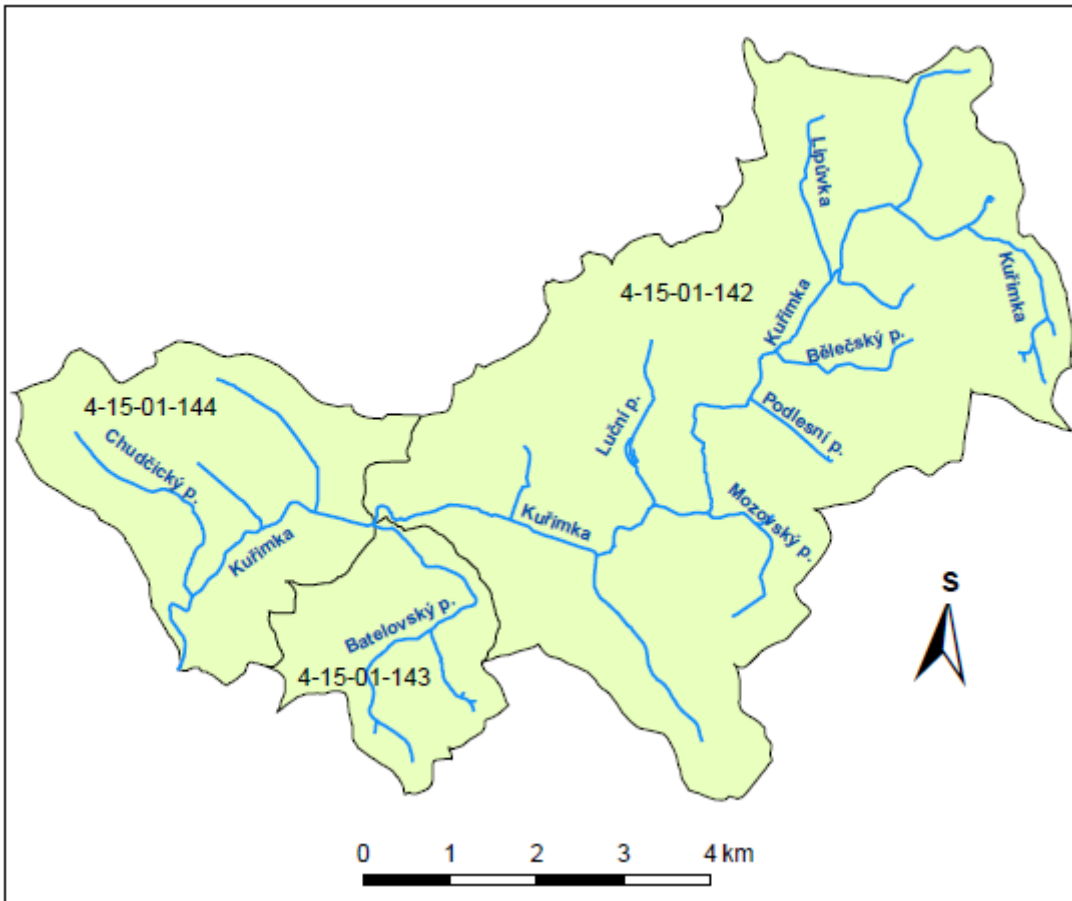 Lipůvka
Kuřimka
4-15-01-142
Kuřimka
Bělečský p.
4-15-01-144
Luční p.
Podlesní p.
Chudčický p.
Mozovský p.
Kuřimka
Kuřimka
S
Batelovský p.
4-15-01-143
0 1 2 3 4 km